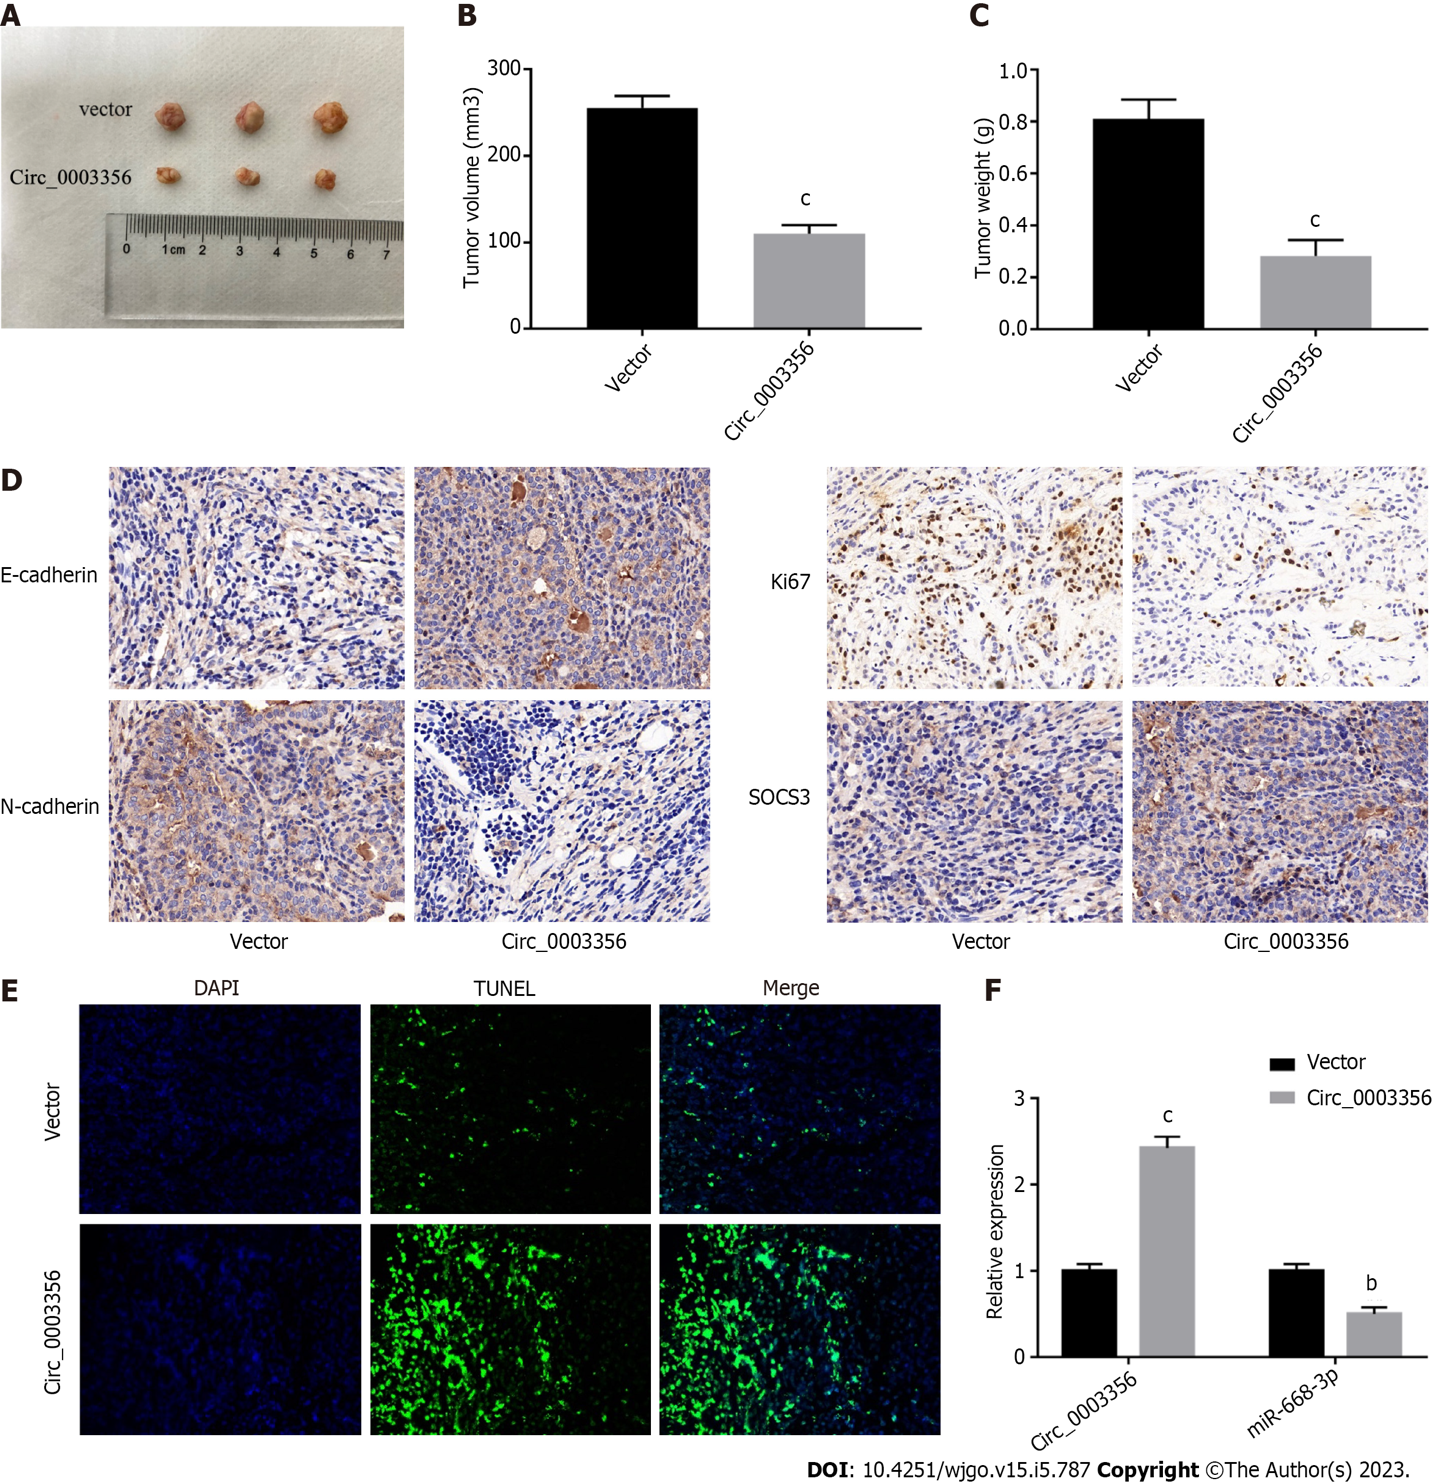 A
vector
Circ_0003356
0 1cm 2 3 4 5 6 7
B
Tumor volume (mm3)
300
200
100
0
c
Vector
Circ_0003356
C
Tumor weight (g)
1.0
0.8
0.6
0.4
0.2
0.0
c
Vector
Circ_0003356
D
E-cadherin
N-cadherin
Vector
Circ_0003356
Ki67
SOCS3
Vector
Circ_0003356
E
DAPI
TUNEL
Merge
Vector
Circ_0003356
F
Vector
Circ_0003356
Relative expression
3
2
1
0
c
b
Circ_0003356
miR-668-3p
DOI: 10.4251/wjgo.v15.i5.787 Copyright ©The Author(s) 2023.